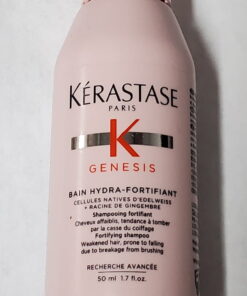 KÉRASTASE
PARIS
K
GENESIS
BAIN HYDRA-FORTIFIANT
CELLULES NATIVES D'EDELWEISS
+ RACINE DE GINGEMBRE
Shampooing fortifiant
Cheveux affaiblis, tendance à tomber
par la casse du coiffage
Fortifying shampoo
Weakened hair, prone to falling
due to breakage from brushing
RECHERCHE AVANCÉE
50 ml 1.7 fl.oz.